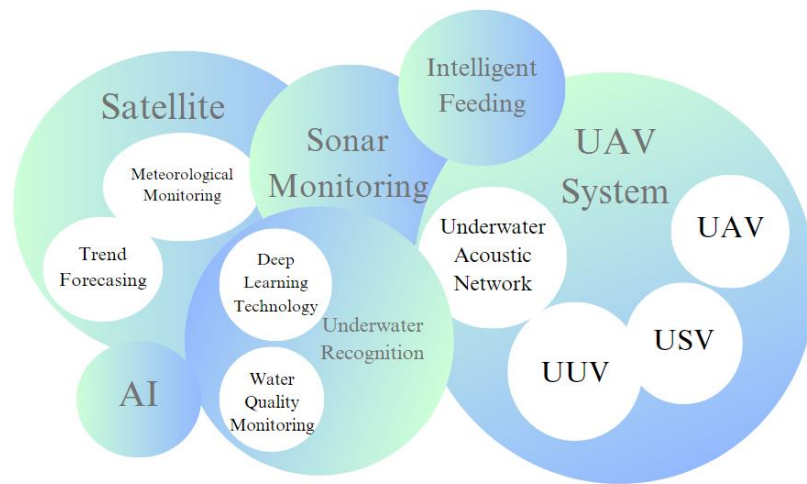 Satellite
Meteorological
Monitoring
Trend
Forecasing
Sonar
Monitoring
Intelligent
Feeding
UAV
System
Underwater
Acoustic
Network
UAV
USV
UUV
Deep
Learning
Technology
Underwater
Recognition
Water
Quality
Monitoring
AI